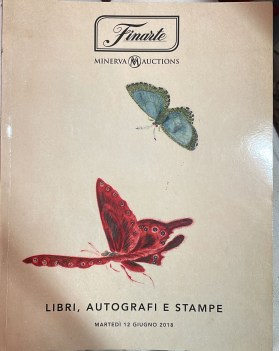 Finarte
MINERVA AUCTIONS
LIBRI, AUTOGRAFI E STAMPE
MARTEDÌ 12 GIUGNO 2018